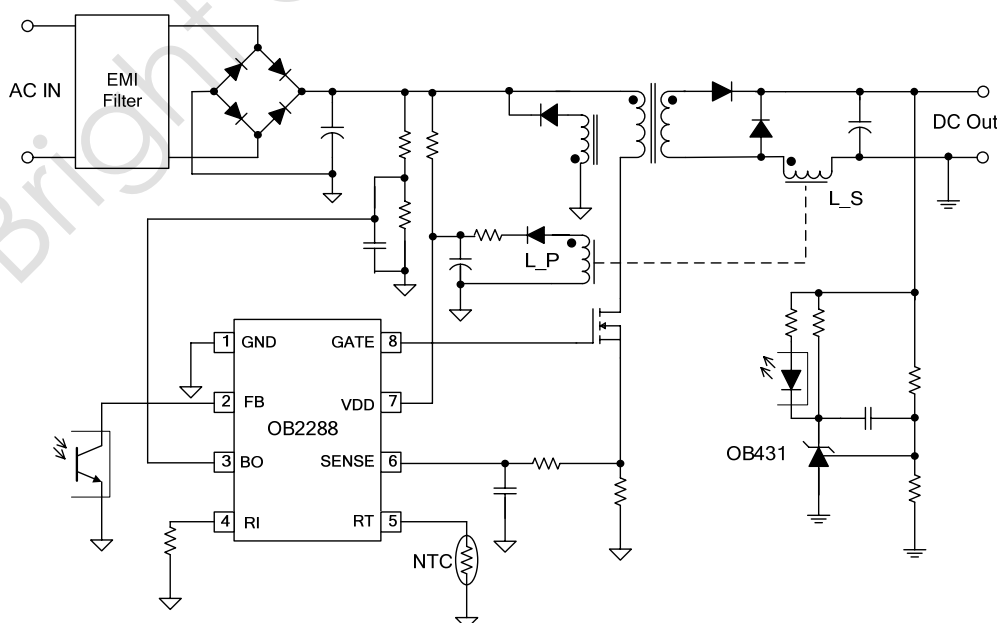 Bright
EMI
Filter
AC IN
DC Out
L_S
L_P
1 GND GATE 8
2 FB VDD 7
OB2288
3 BO SENSE 6
4 RI RT 5
NTC
OB431